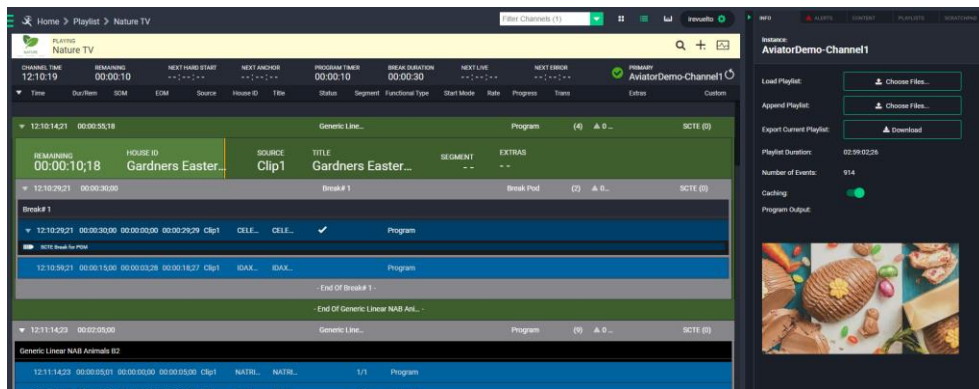 Home > Playlist > Nature TV
Filter Channels (1)
irevuelto
PLAYING
Nature TV
NATURE
CHANNEL TIME REMAINING NEXT HARD START NEXT ANCHOR PROGRAM TIMER BREAK DURATION NEXT LIVE NEXT ERROR PRIMARY
12:10:19 00:00:10 --:--:-- --:--:-- 00:00:10 00:00:30 --:--:-- --:--:-- AviatorDemo-Channel1
Time Dur/Rem SOM EOM Source House ID Title Status Segment Functional Type Start Mode Rate Progress Trans Extras Custom
12:10:14;21 00:00:55;18 Generic Line... Program (4) 0 ... SCTE (0)
REMAINING HOUSE ID SOURCE TITLE SEGMENT EXTRAS
00:00:10;18 Gardners Easter... Clip1 Gardners Easter... -- --
12:10:29;21 00:00:30;00 Break# 1 Break Pod (2) 0... SCTE (0)
Break# 1
12:10:29;21 00:00:30;00 00:00:00;00 00:00:29;29 Clip1 CELE... CELE... Program
SCTE Break for PGM
12:10:59;21 00:00:15;00 00:00:03;28 00:00:18;27 Clip1 IDAX... IDAX... Program
- End Of Break# 1 -
- End Of Generic Linear NAB Ani... -
12:11:14;23 00:02:05;00 Generic Line... Program (9) 0 ... SCTE (0)
Generic Linear NAB Animals B2
12:11:14;23 00:00:05;01 00:00:00;00 00:00:05;00 Clip1 NATRI... NATRI... 1/1 Program
INFO ALERTS CONTENT PLAYLISTS SCRATCHPAD
Instance:
AviatorDemo-Channel1
Load Playlist: Choose Files...
Append Playlist: Choose Files...
Export Current Playlist: Download
Playlist Duration: 02:59:02;26
Number of Events: 914
Caching:
Program Output: